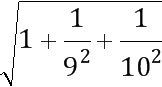 √(1 + 1/9² + 1/10²)